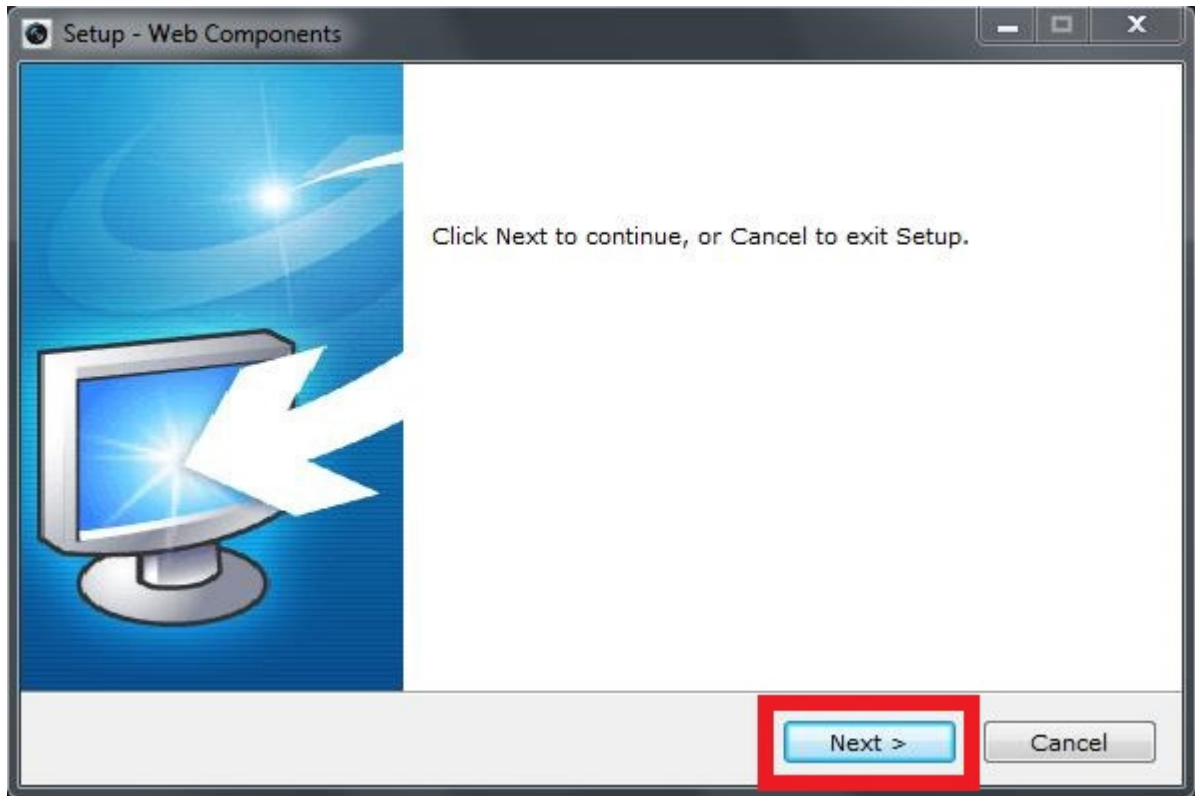 Setup - Web Components
Click Next to continue, or Cancel to exit Setup.
Next >
Cancel